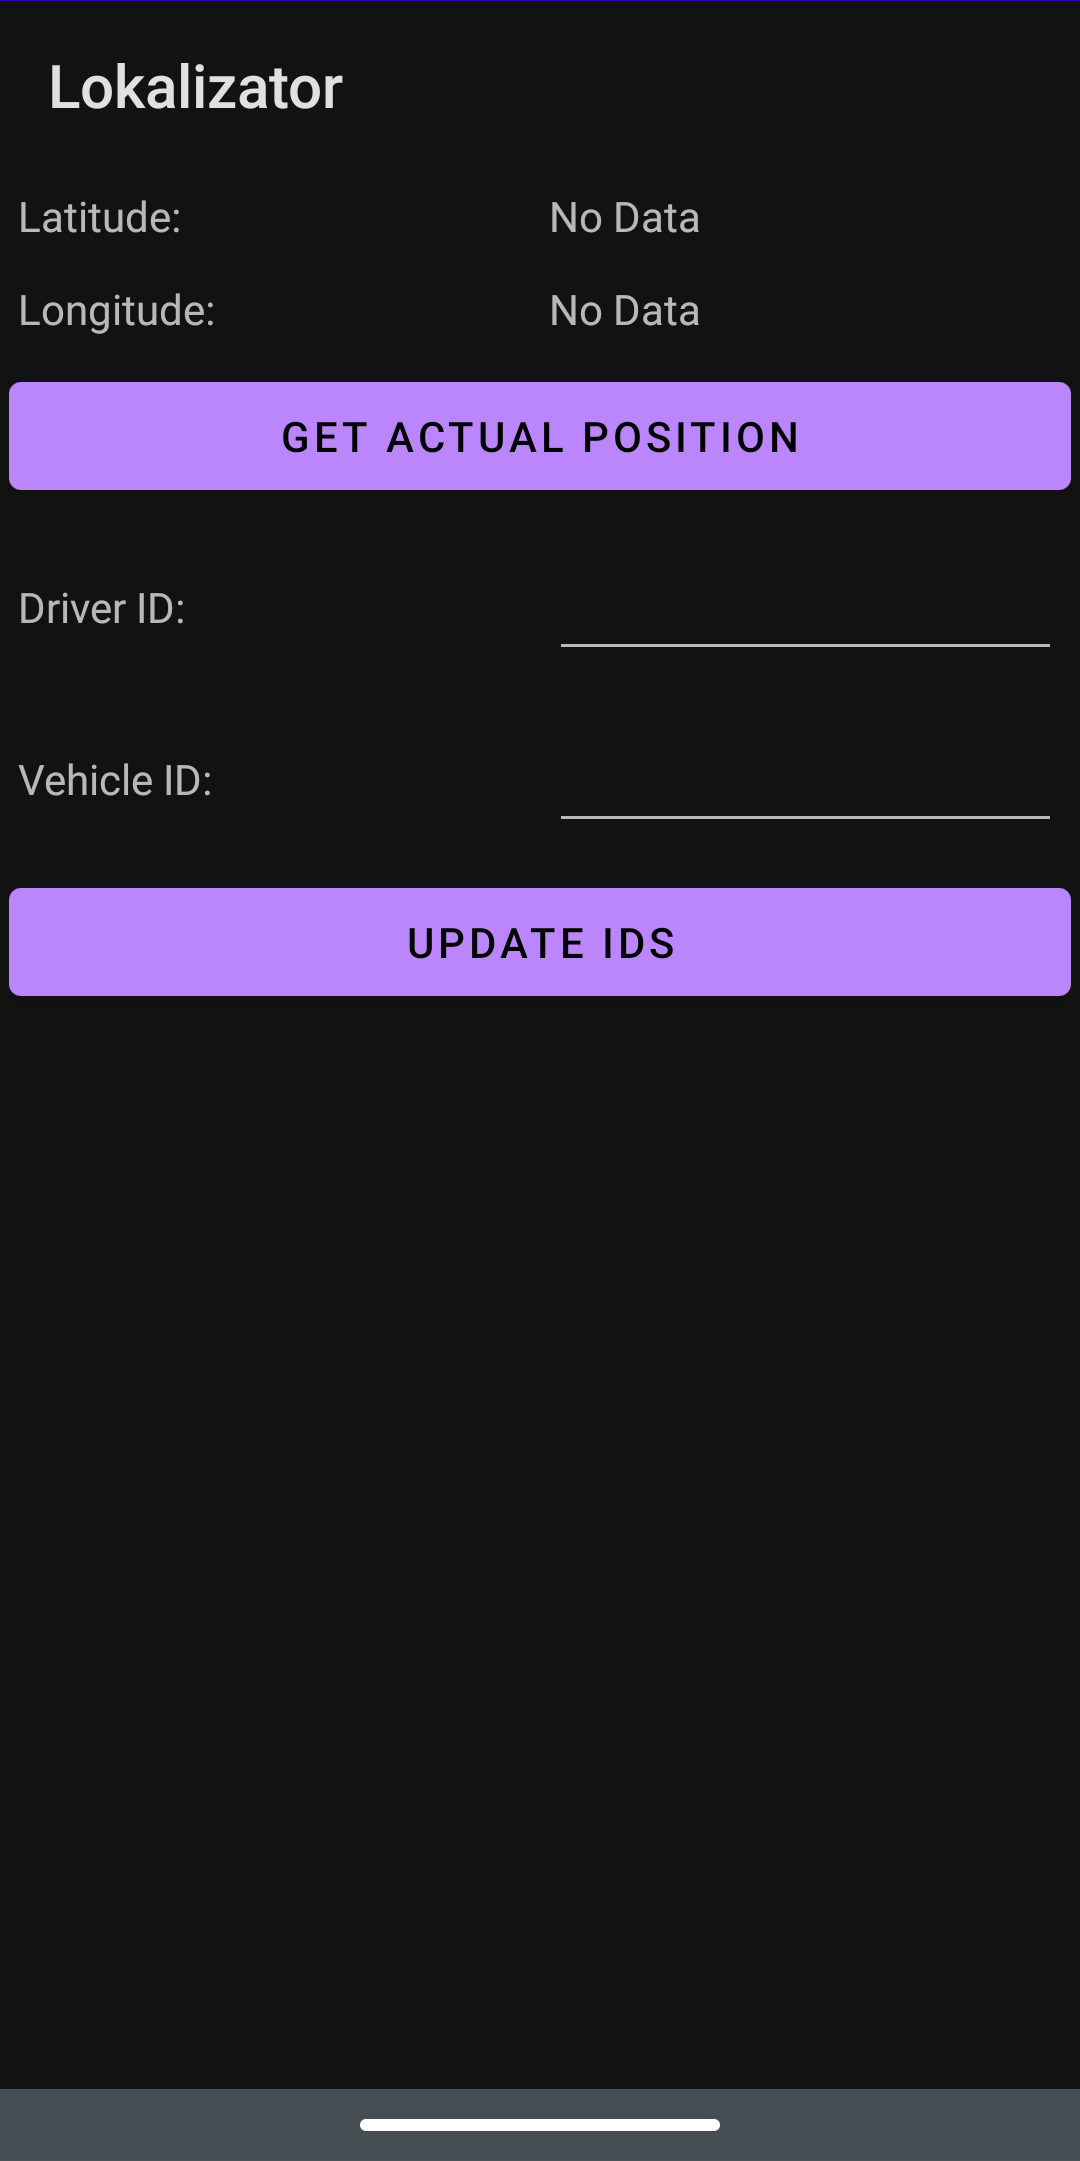 Lokalizator
Latitude: No Data
Longitude: No Data
GET ACTUAL POSITION
Driver ID:
Vehicle ID:
UPDATE IDS